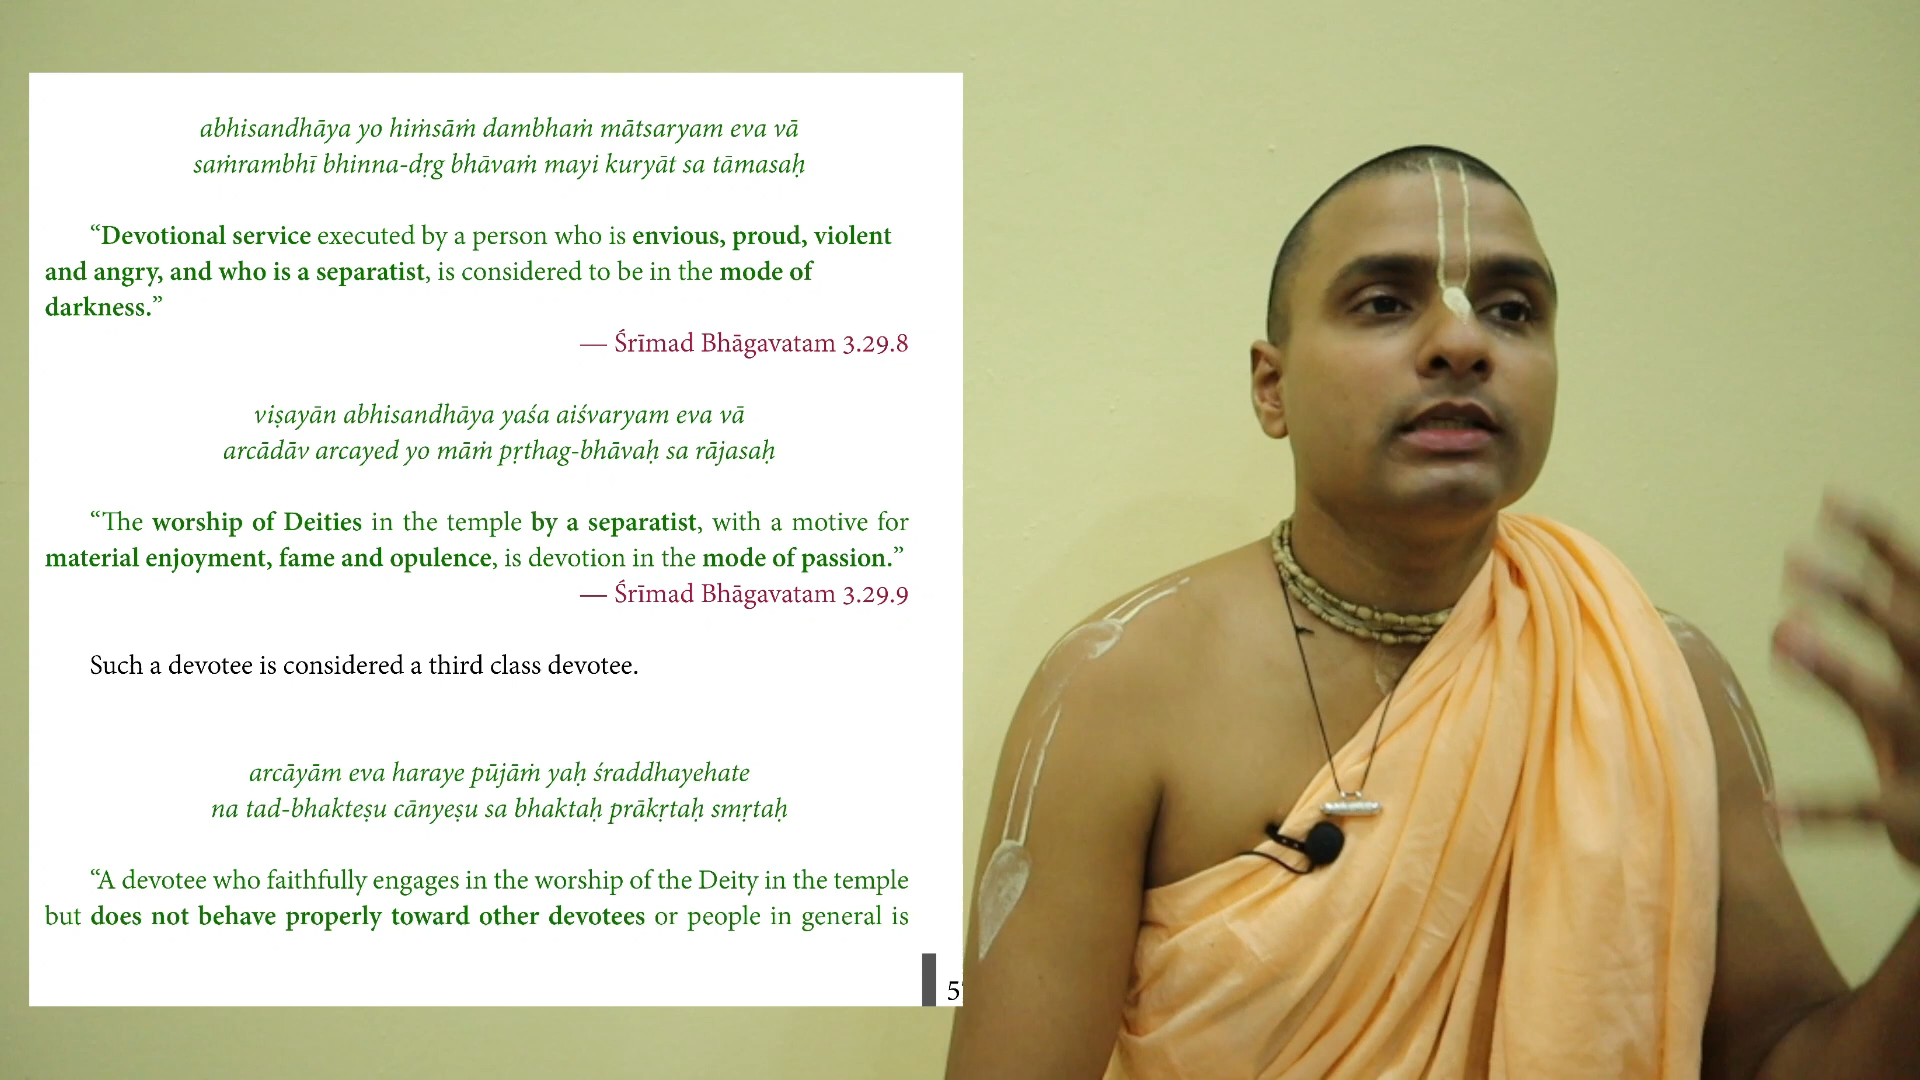 abhisandhāya yo hiṁsāṁ dambhaṁ mātsaryam eva vā
saṁrambhī bhinna-dṛg bhāvaṁ mayi kuryāt sa tāmasaḥ
“Devotional service executed by a person who is envious, proud, violent
and angry, and who is a separatist, is considered to be in the mode of
darkness.”
— Śrīmad Bhāgavatam 3.29.8
viṣayān abhisandhāya yaśa aiśvaryam eva vā
arcādāv arcayed yo māṁ pṛthag-bhāvaḥ sa rājasaḥ
“The worship of Deities in the temple by a separatist, with a motive for
material enjoyment, fame and opulence, is devotion in the mode of passion.”
— Śrīmad Bhāgavatam 3.29.9
Such a devotee is considered a third class devotee.
arcāyām eva haraye pūjāṁ yaḥ śraddhayehate
na tad-bhakteṣu cānyeṣu sa bhaktaḥ prākṛtaḥ smṛtaḥ
“A devotee who faithfully engages in the worship of the Deity in the temple
but does not behave properly toward other devotees or people in general is